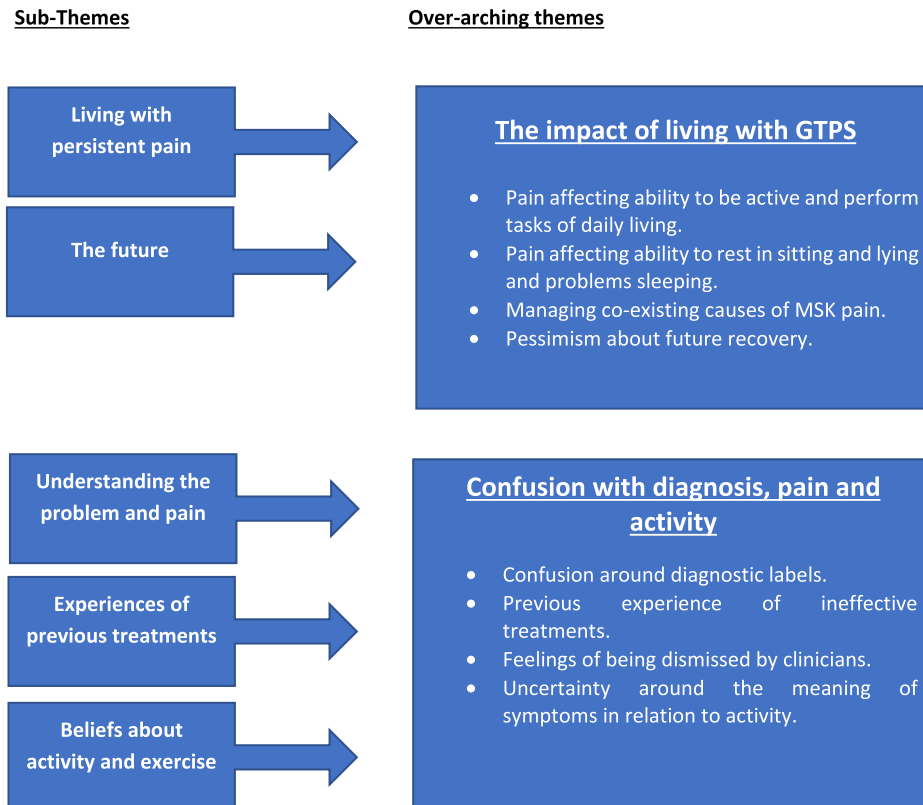 Sub-Themes
Over-arching themes
Living with
persistent pain
The future
The impact of living with GTPS
• Pain affecting ability to be active and perform
tasks of daily living.
• Pain affecting ability to rest in sitting and lying
and problems sleeping.
• Managing co-existing causes of MSK pain.
• Pessimism about future recovery.
Understanding the
problem and pain
Experiences of
previous treatments
Beliefs about
activity and exercise
Confusion with diagnosis, pain and
activity
• Confusion around diagnostic labels.
• Previous experience of ineffective
treatments.
• Feelings of being dismissed by clinicians.
• Uncertainty around the meaning of
symptoms in relation to activity.